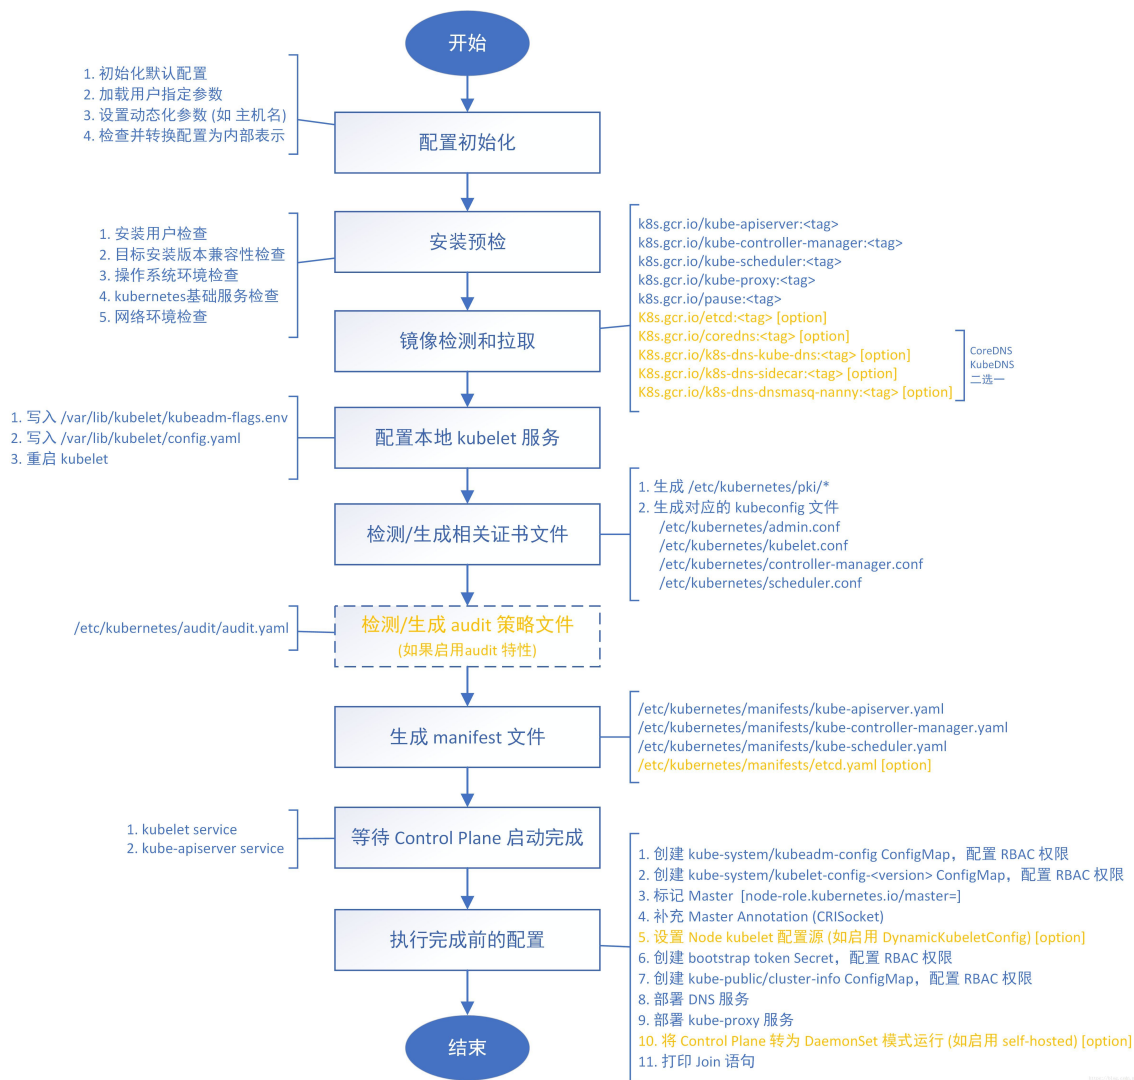 开始
1. 初始化默认配置
2. 加载用户指定参数
3. 设置动态化参数 (如 主机名)
4. 检查并转换配置为内部表示
配置初始化
1. 安装用户检查
2. 目标安装版本兼容性检查
3. 操作系统环境检查
4. kubernetes基础服务检查
5. 网络环境检查
安装预检
镜像检测和拉取
k8s.gcr.io/kube-apiserver:<tag>
k8s.gcr.io/kube-controller-manager:<tag>
k8s.gcr.io/kube-scheduler:<tag>
k8s.gcr.io/kube-proxy:<tag>
k8s.gcr.io/pause:<tag>
K8s.gcr.io/etcd:<tag> [option]
K8s.gcr.io/coredns:<tag> [option]
K8s.gcr.io/k8s-dns-kube-dns:<tag> [option]
K8s.gcr.io/k8s-dns-sidecar:<tag> [option]
K8s.gcr.io/k8s-dns-dnsmasq-nanny:<tag> [option]
CoreDNS
KubeDNS
二选一
1. 写入 /var/lib/kubelet/kubeadm-flags.env
2. 写入 /var/lib/kubelet/config.yaml
3. 重启 kubelet
配置本地 kubelet 服务
检测/生成相关证书文件
1. 生成 /etc/kubernetes/pki/*
2. 生成对应的 kubeconfig 文件
/etc/kubernetes/admin.conf
/etc/kubernetes/kubelet.conf
/etc/kubernetes/controller-manager.conf
/etc/kubernetes/scheduler.conf
/etc/kubernetes/audit/audit.yaml
检测/生成 audit 策略文件
(如果启用audit 特性)
生成 manifest 文件
/etc/kubernetes/manifests/kube-apiserver.yaml
/etc/kubernetes/manifests/kube-controller-manager.yaml
/etc/kubernetes/manifests/kube-scheduler.yaml
/etc/kubernetes/manifests/etcd.yaml [option]
1. kubelet service
2. kube-apiserver service
等待 Control Plane 启动完成
执行完成前的配置
1. 创建 kube-system/kubeadm-config ConfigMap，配置 RBAC 权限
2. 创建 kube-system/kubelet-config-<version> ConfigMap，配置 RBAC 权限
3. 标记 Master [node-role.kubernetes.io/master=]
4. 补充 Master Annotation (CRISocket)
5. 设置 Node kubelet 配置源 (如启用 DynamicKubeletConfig) [option]
6. 创建 bootstrap token Secret，配置 RBAC 权限
7. 创建 kube-public/cluster-info ConfigMap，配置 RBAC 权限
8. 部署 DNS 服务
9. 部署 kube-proxy 服务
10. 将 Control Plane 转为 DaemonSet 模式运行 (如启用 self-hosted) [option]
11. 打印 Join 语句
结束